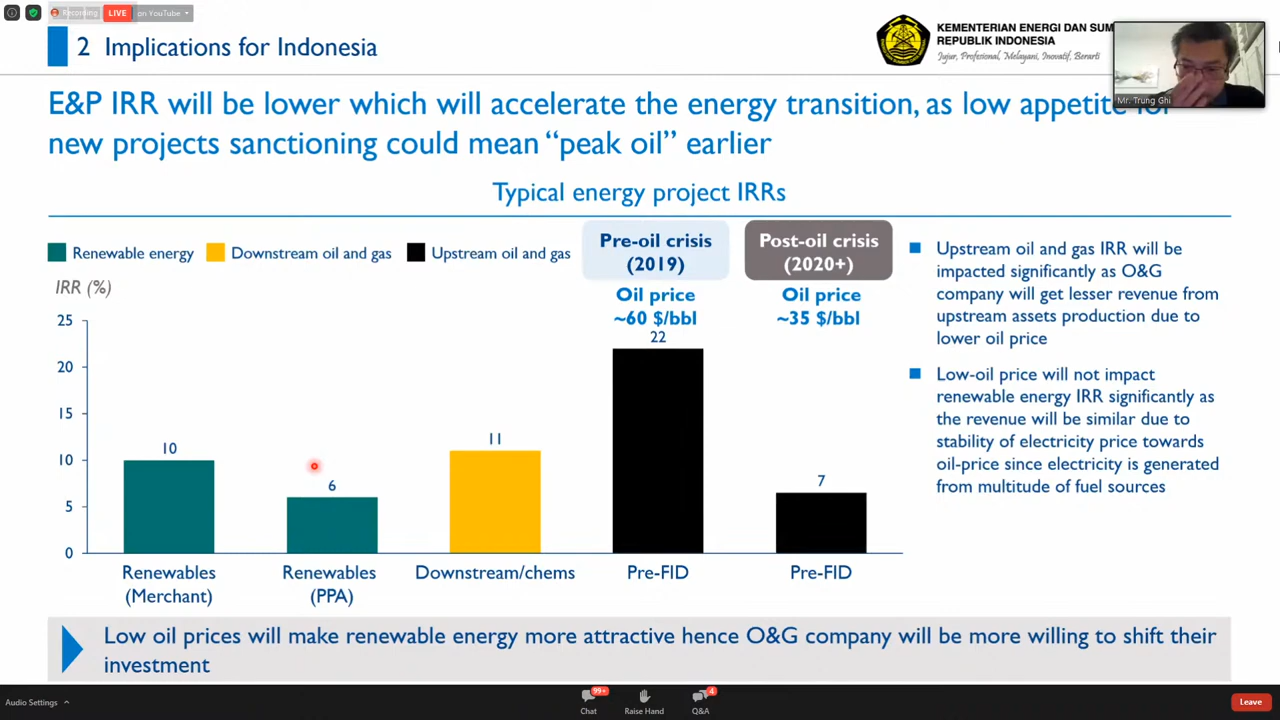 Recording LIVE on YouTube
2 Implications for Indonesia
KEMENTERIAN ENERGI DAN SUM
REPUBLIK INDONESIA
Jujur, Profesional, Melayani, Inovatif, Berarti
Mr. Trung Ghi
E&P IRR will be lower which will accelerate the energy transition, as low appetite for
new projects sanctioning could mean “peak oil” earlier
Typical energy project IRRs
Renewable energy Downstream oil and gas Upstream oil and gas
Pre-oil crisis
(2019)
Post-oil crisis
(2020+)
Oil price
~60 $/bbl
Oil price
~35 $/bbl
IRR (%)
25
20
15
10
5
0
10
6
11
22
7
Renewables
(Merchant)
Renewables
(PPA)
Downstream/chems
Pre-FID
Pre-FID
Upstream oil and gas IRR will be
impacted significantly as O&G
company will get lesser revenue from
upstream assets production due to
lower oil price
Low-oil price will not impact
renewable energy IRR significantly as
the revenue will be similar due to
stability of electricity price towards
oil-price since electricity is generated
from multitude of fuel sources
Low oil prices will make renewable energy more attractive hence O&G company will be more willing to shift their
investment
Audio Settings
99+
Chat
Raise Hand
4
Q&A
Leave